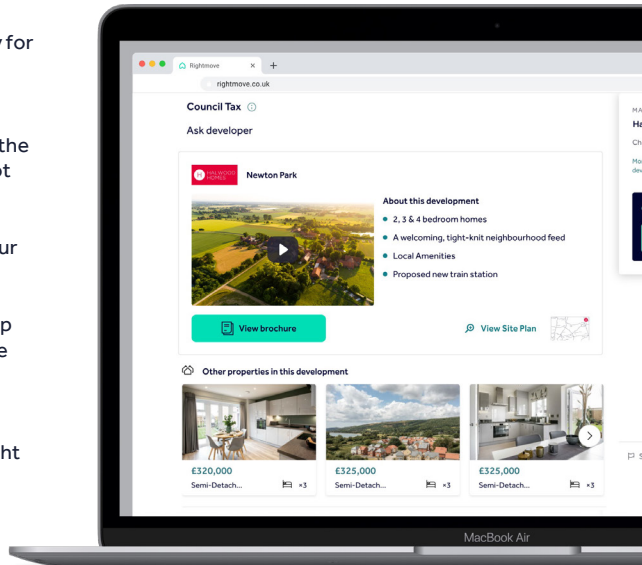 for
the
ur
Rightmove
rightmove.co.uk
Council Tax
Ask developer
HALWOOD
HOMES
Newton Park
About this development
2, 3 & 4 bedroom homes
A welcoming, tight-knit neighbourhood feed
Local Amenities
Proposed new train station
View brochure
View Site Plan
Other properties in this development
£320,000
Semi-Detach...
×3
£325,000
Semi-Detach...
×3
£325,000
Semi-Detach...
×3
MacBook Air